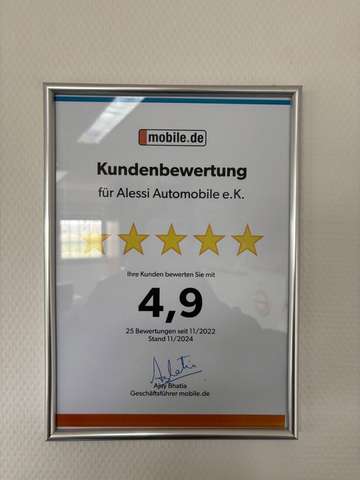 mobile.de
Kundenbewertung
für Alessi Automobile e.K.
Ihre Kunden bewerten Sie mit
4,9
25 Bewertungen seit 11/2022
Stand 11/2024
Ajay Bhatia
Geschäftsführer mobile.de